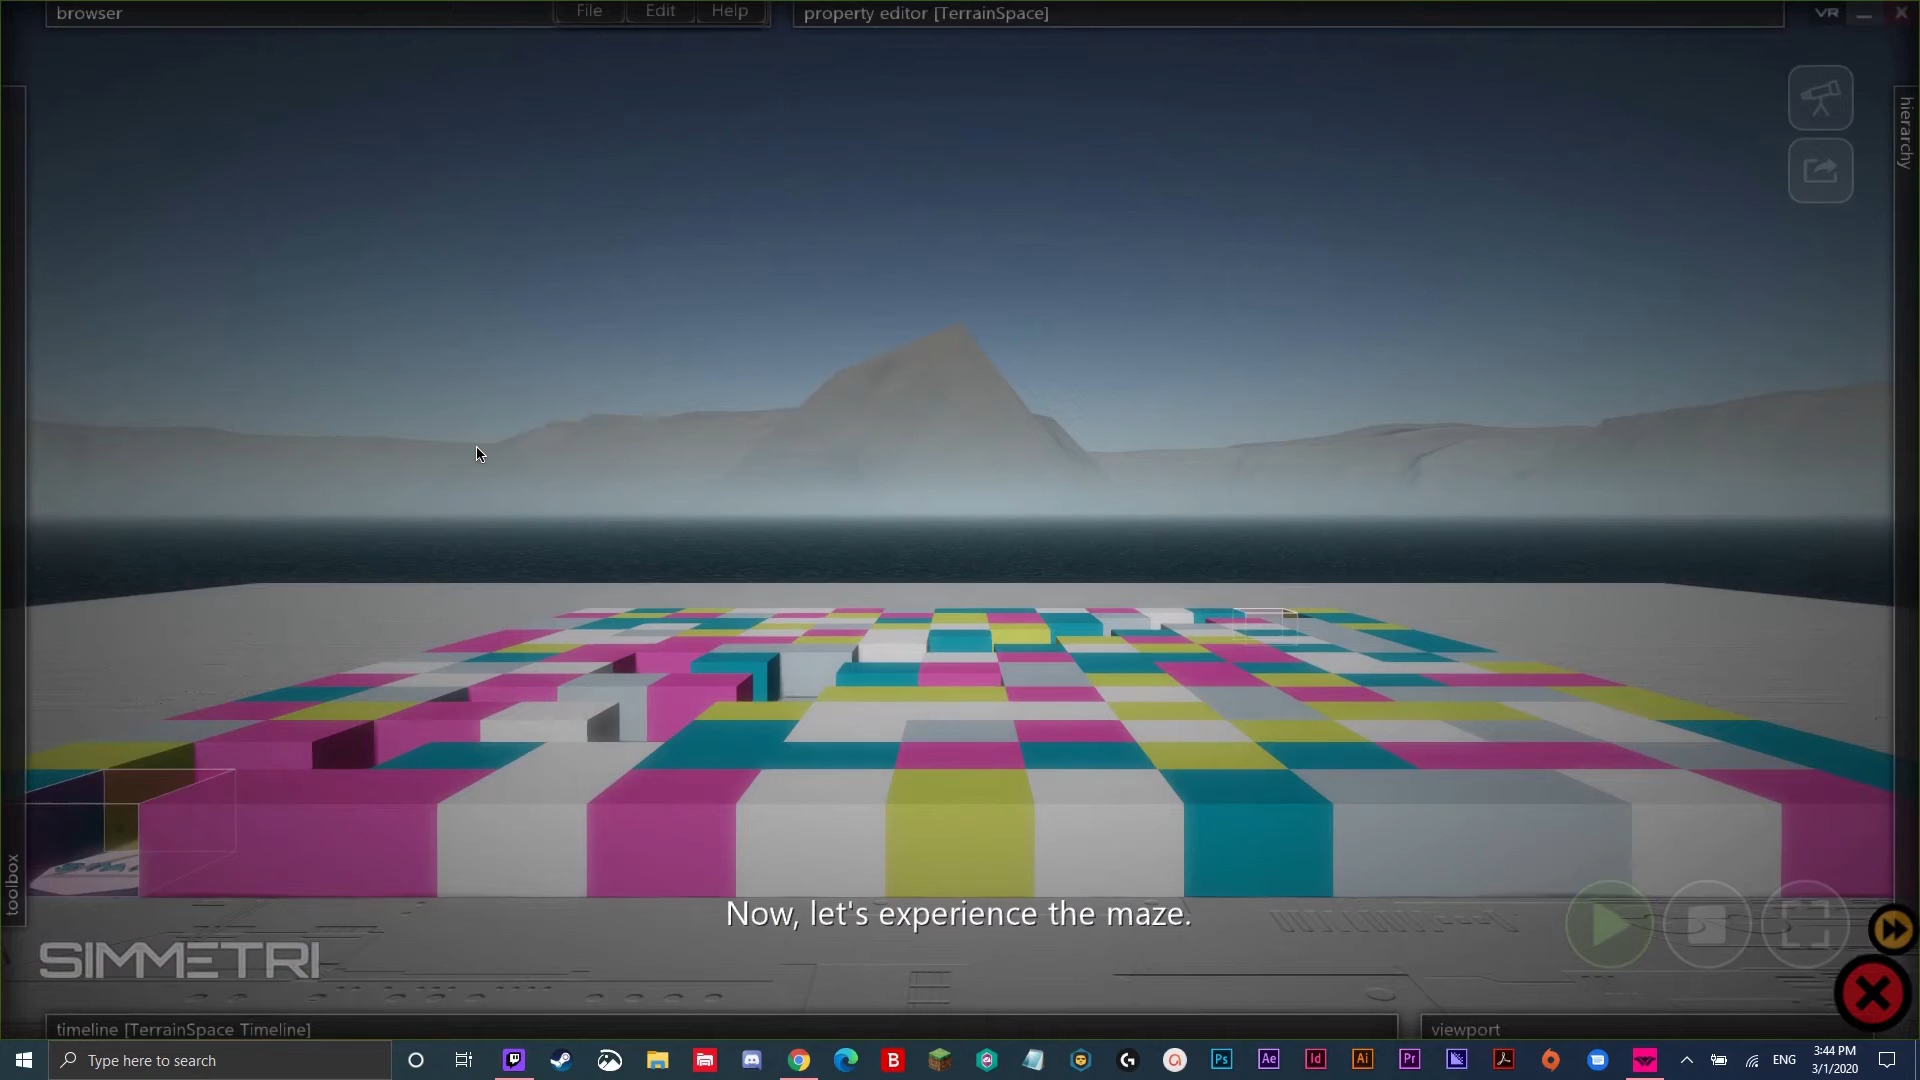 browser
File Edit Help
property editor [TerrainSpace]
VR
hierarchy
toolbox
Now, let's experience the maze.
SIMMETRI
timeline [TerrainSpace Timeline]
viewport
Type here to search
B
G
Ps
Ae
Id
Ai
Pr
ENG
3:44 PM
3/1/2020